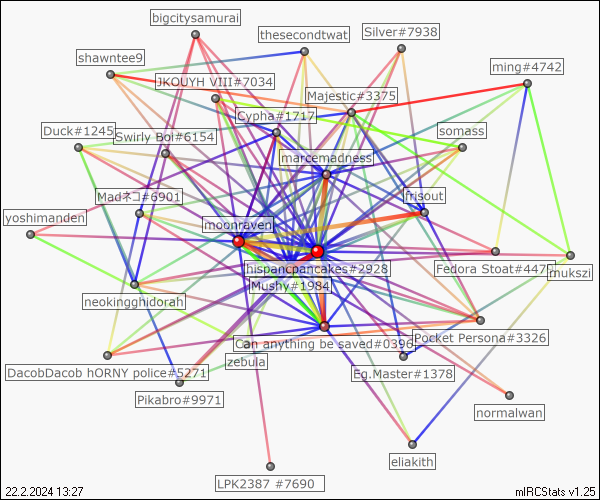 bigcitysamurai
thesecondtwat
Silver#7938
shawntee9
ming#4742
JKOUYH VIII#7034
Majestic#3375
Cypha#1717
Duck#1245
Swirly Boi#6154
somass
marcemadness
Madネコ#6901
frisout
yoshimanden
moonraven
hispancpancakes#2928
Fedora Stoat#447
mukszi
Mushy#1984
neokingghidorah
Can anything be saved#0396
Pocket Persona#3326
zebula
DacobDacob hORNY police#5271
Eg.Master#1378
Pikabro#9971
normalwan
eliakith
LPK2387 #7690
22.2.2024 13:27
mIRCStats v1.25